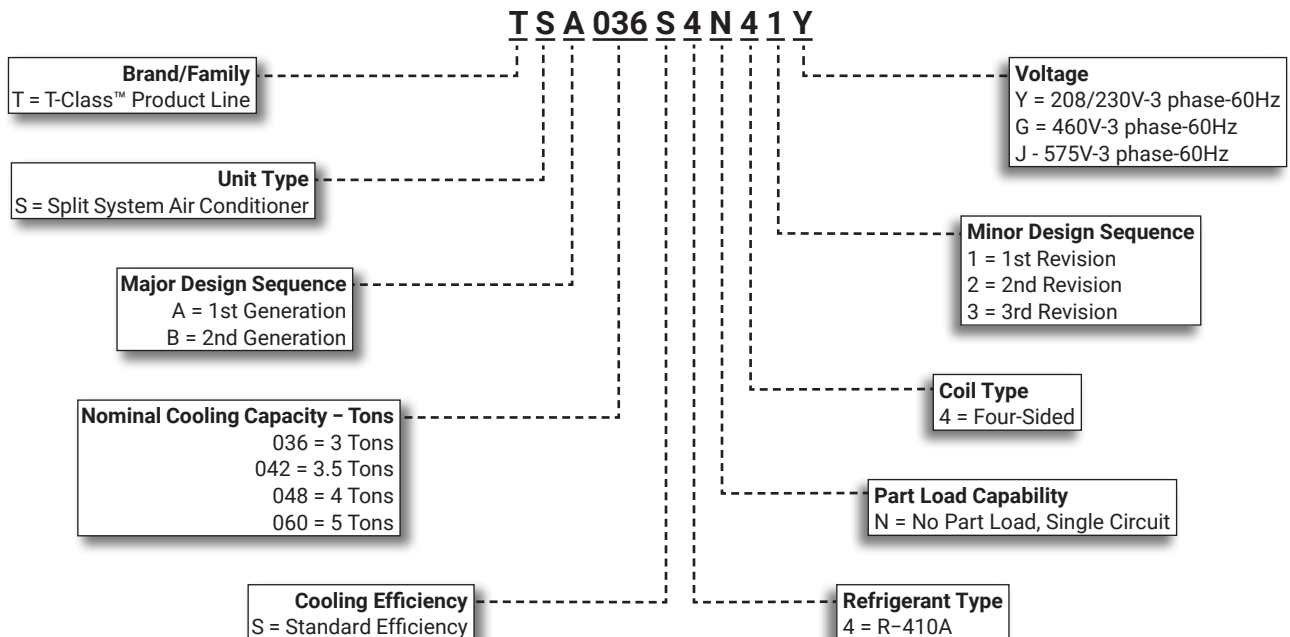 T S A 036 S 4 N 4 1 Y
Brand/Family
T = T-Class™ Product Line
Unit Type
S = Split System Air Conditioner
Major Design Sequence
A = 1st Generation
B = 2nd Generation
Nominal Cooling Capacity – Tons
036 = 3 Tons
042 = 3.5 Tons
048 = 4 Tons
060 = 5 Tons
Cooling Efficiency
S = Standard Efficiency
Voltage
Y = 208/230V-3 phase-60Hz
G = 460V-3 phase-60Hz
J - 575V-3 phase-60Hz
Minor Design Sequence
1 = 1st Revision
2 = 2nd Revision
3 = 3rd Revision
Coil Type
4 = Four-Sided
Part Load Capability
N = No Part Load, Single Circuit
Refrigerant Type
4 = R−410A